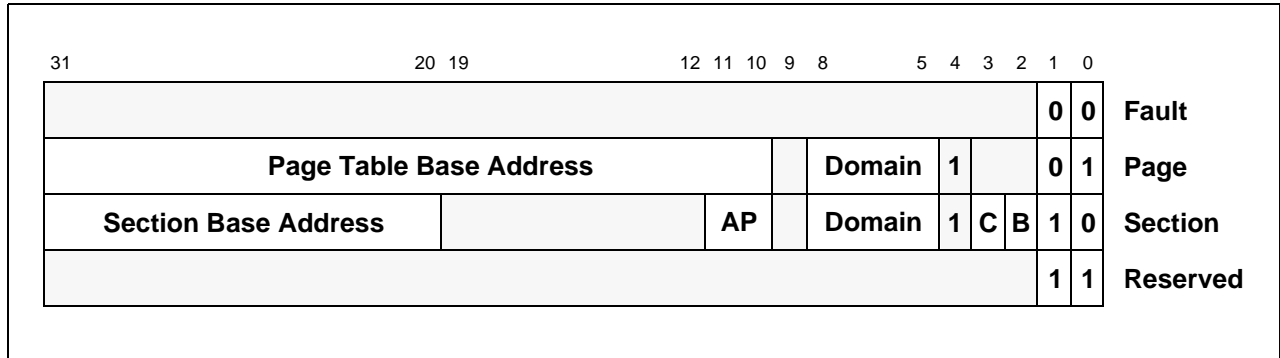 31 20 19 12 11 10 9 8 5 4 3 2 1 0
0 0 Fault
Page Table Base Address Domain 1 0 1 Page
Section Base Address AP Domain 1 C B 1 0 Section
1 1 Reserved